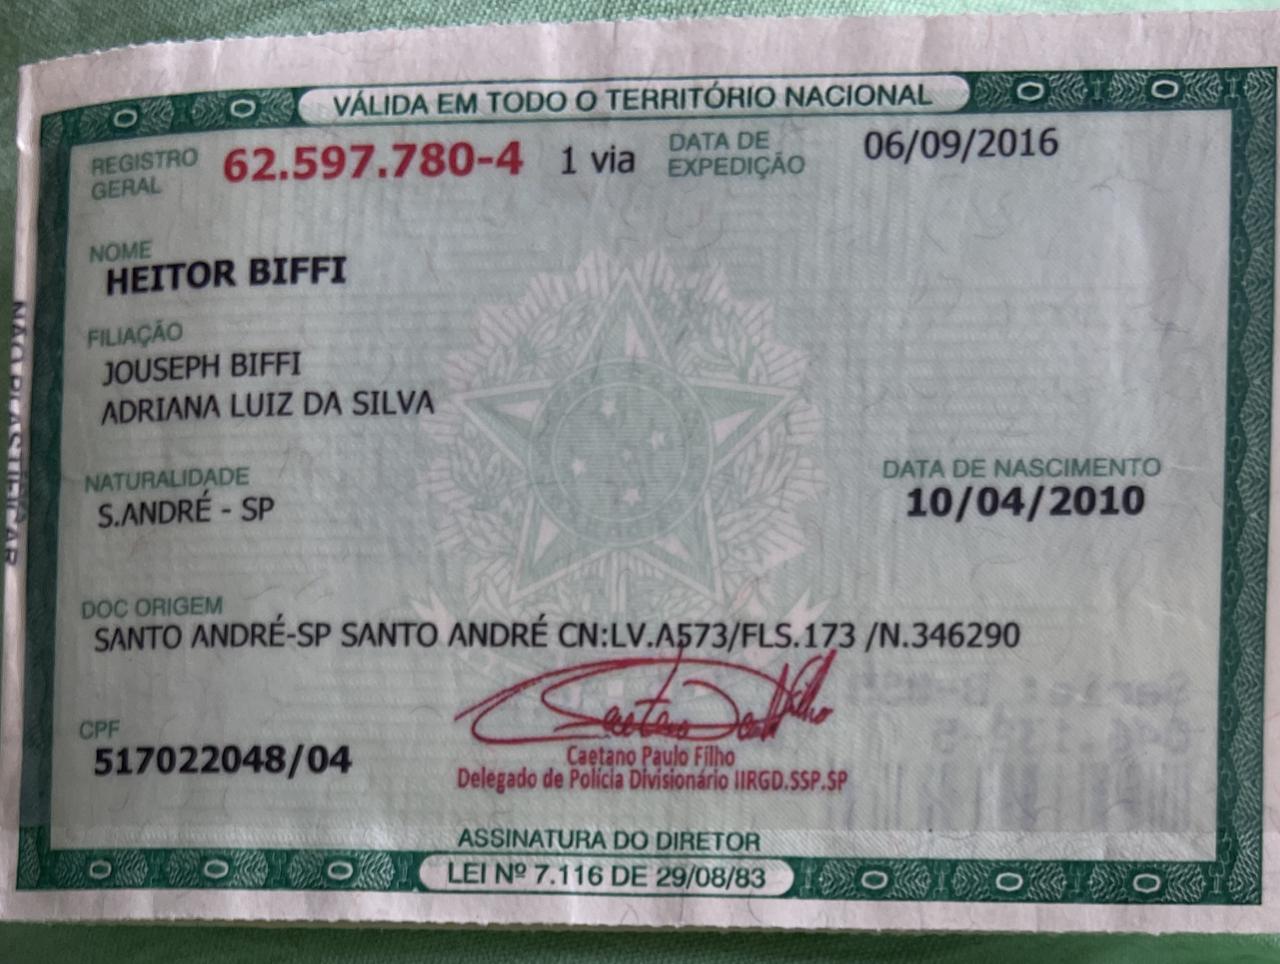 VÁLIDA EM TODO O TERRITÓRIO NACIONAL
REGISTRO GERAL 62.597.780-4 1 via DATA DE EXPEDIÇÃO 06/09/2016
NOME
HEITOR BIFFI
FILIAÇÃO
JOUSEPH BIFFI
ADRIANA LUIZ DA SILVA
NATURALIDADE
S.ANDRÉ - SP
DATA DE NASCIMENTO
10/04/2010
DOC ORIGEM
SANTO ANDRÉ-SP SANTO ANDRÉ CN:LV.A573/FLS.173 /N.346290
CPF
517022048/04
Caetano Paulo Filho
Delegado de Polícia Divisionário IIRGD.SSP.SP
ASSINATURA DO DIRETOR
LEI Nº 7.116 DE 29/08/83
NÃO PLASTIFICAR